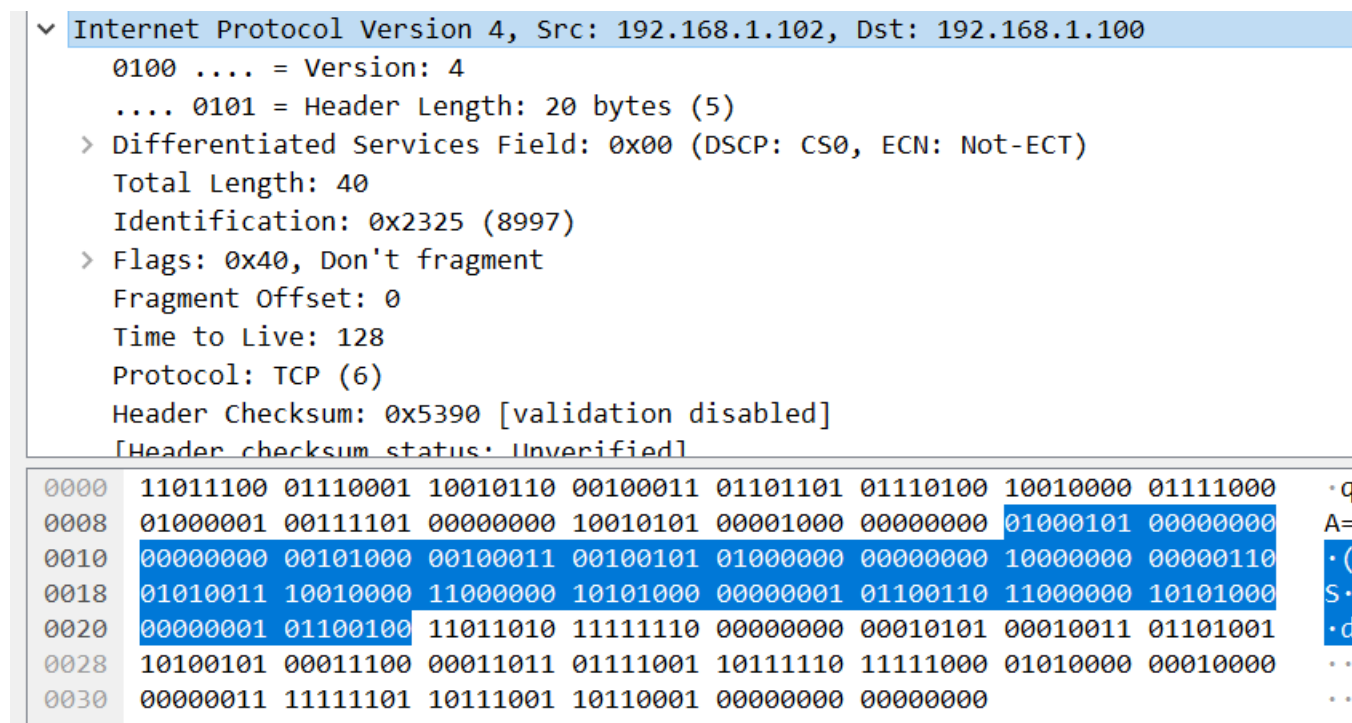 Internet Protocol Version 4, Src: 192.168.1.102, Dst: 192.168.1.100
0100 .... = Version: 4
.... 0101 = Header Length: 20 bytes (5)
Differentiated Services Field: 0x00 (DSCP: CS0, ECN: Not-ECT)
Total Length: 40
Identification: 0x2325 (8997)
Flags: 0x40, Don't fragment
Fragment Offset: 0
Time to Live: 128
Protocol: TCP (6)
Header Checksum: 0x5390 [validation disabled]
[Header checksum status: Unverified]
0000 11011100 01110001 10010110 00100011 01101101 01110100 10010000 01111000 ·q
0008 01000001 00111101 00000000 10010101 00001000 00000000 01000101 00000000 A=
0010 00000000 00101000 00100011 00100101 01000000 00000000 10000000 00000110 ·(
0018 01010011 10010000 11000000 10101000 00000001 01100110 11000000 10101000 S·
0020 00000001 01100100 11011010 11111110 00000000 00010101 00010011 01101001 ·d
0028 10100101 00011100 00011011 01111001 10111110 11111000 01010000 00010000 ··
0030 00000011 11111101 10111001 10110001 00000000 00000000 ··